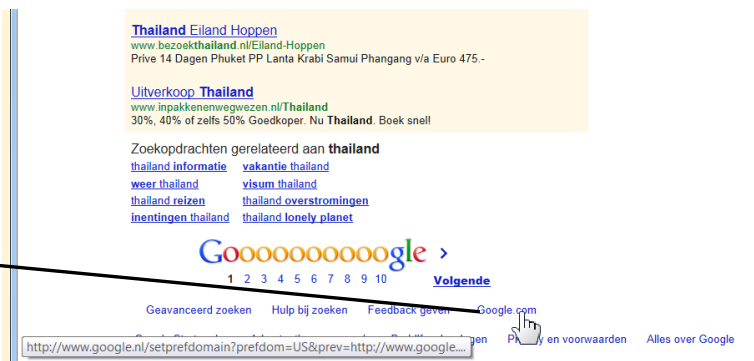 Thailand Eiland Hoppen
www.bezoekthailand.nl/Eiland-Hoppen
Prive 14 Dagen Phuket PP Lanta Krabi Samui Phangang v/a Euro 475.-
Uitverkoop Thailand
www.inpakkenenwegwezen.nl/Thailand
30%, 40% of zelfs 50% Goedkoper. Nu Thailand. Boek snel!
Zoekopdrachten gerelateerd aan thailand
thailand informatie vakantie thailand
weer thailand visum thailand
thailand reizen thailand overstromingen
inentingen thailand thailand lonely planet
Goooooooooogle >
1 2 3 4 5 6 7 8 9 10 Volgende
Geavanceerd zoeken Hulp bij zoeken Feedback geven Google.com
en voorwaarden Alles over Google
http://www.google.nl/setprefdomain?prefdom=US&prev=http://www.google....